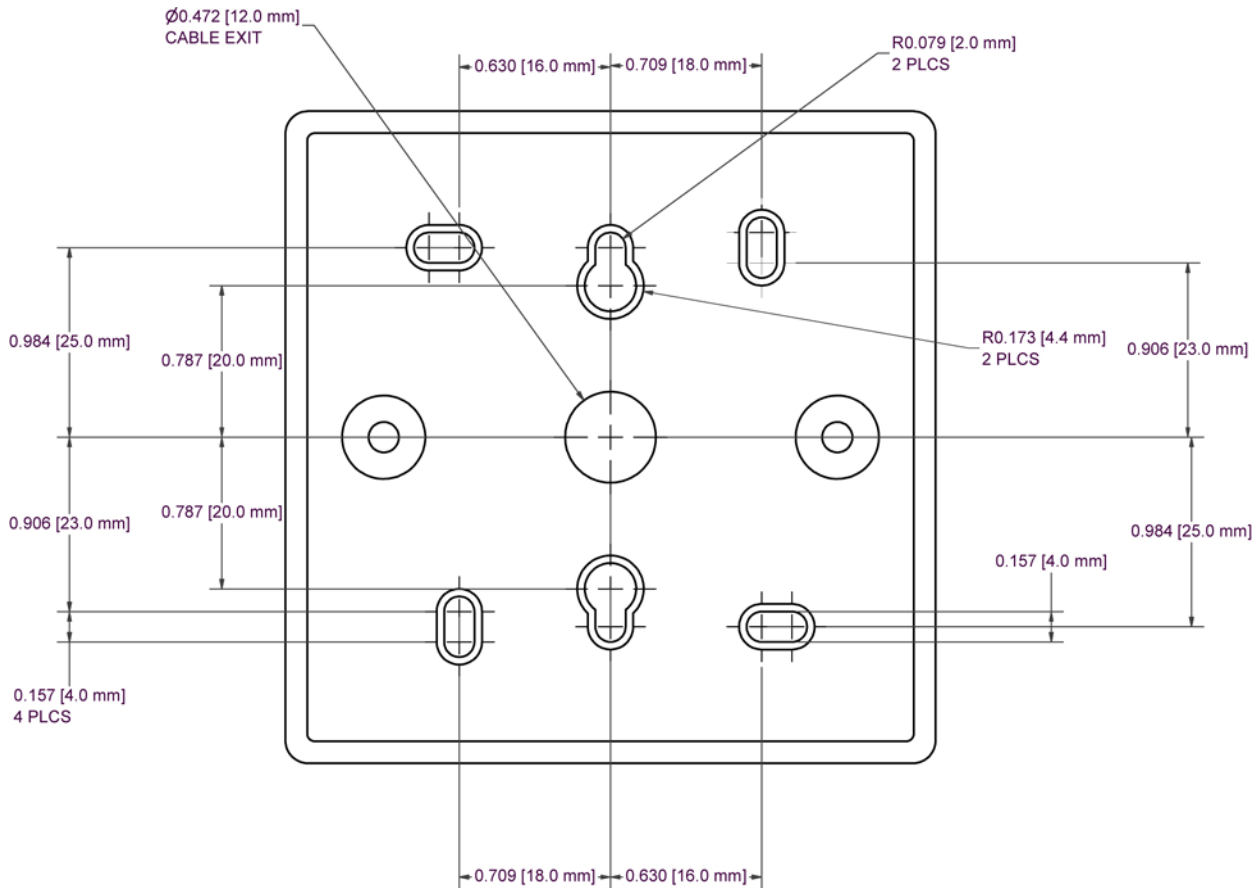 Ø0.472 [12.0 mm]
CABLE EXIT
0.630 [16.0 mm]
0.709 [18.0 mm]
R0.079 [2.0 mm]
2 PLCS
0.984 [25.0 mm]
0.787 [20.0 mm]
R0.173 [4.4 mm]
2 PLCS
0.906 [23.0 mm]
0.906 [23.0 mm]
0.787 [20.0 mm]
0.984 [25.0 mm]
0.157 [4.0 mm]
0.157 [4.0 mm]
4 PLCS
0.709 [18.0 mm]
0.630 [16.0 mm]